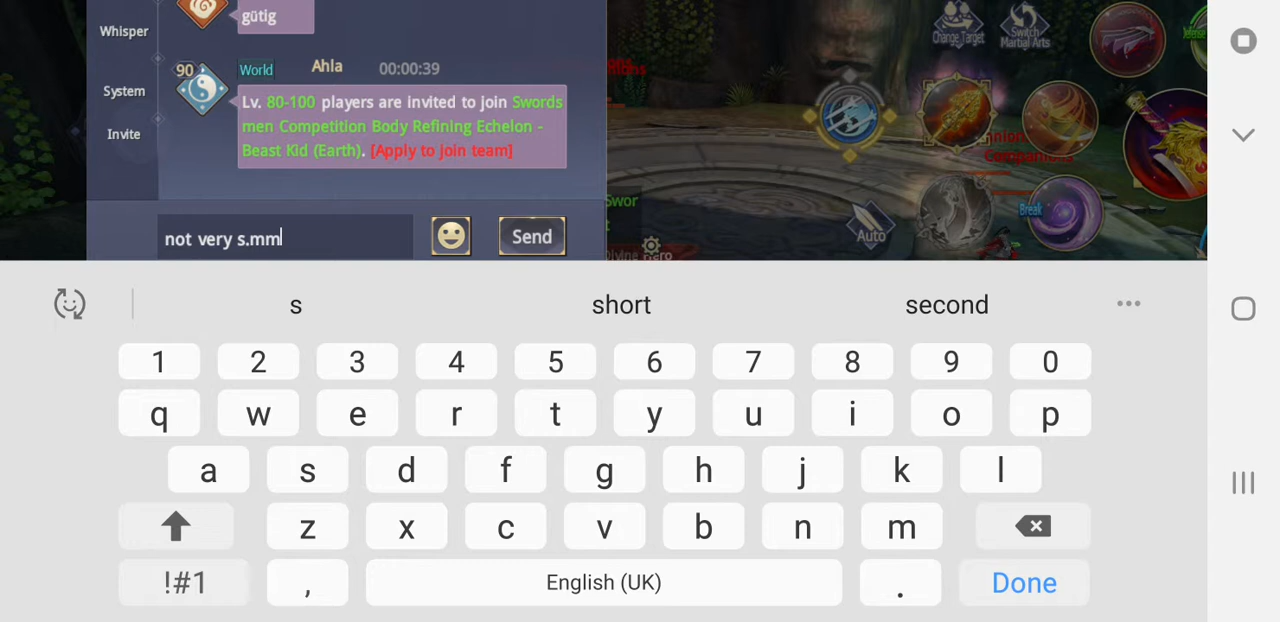 gütig
Whisper
90 World Ahla 00:00:39
System
Lv. 80-100 players are invited to join Swords
men Competition Body Refining Echelon -
Beast Kid (Earth). [Apply to join team]
Invite
not very s.mm
Send
Change Target
Switch
Martial Arts
Companions
Break
Swor
Auto
s short second
1 2 3 4 5 6 7 8 9 0
q w e r t y u i o p
a s d f g h j k l
z x c v b n m
!#1 , English (UK) . Done